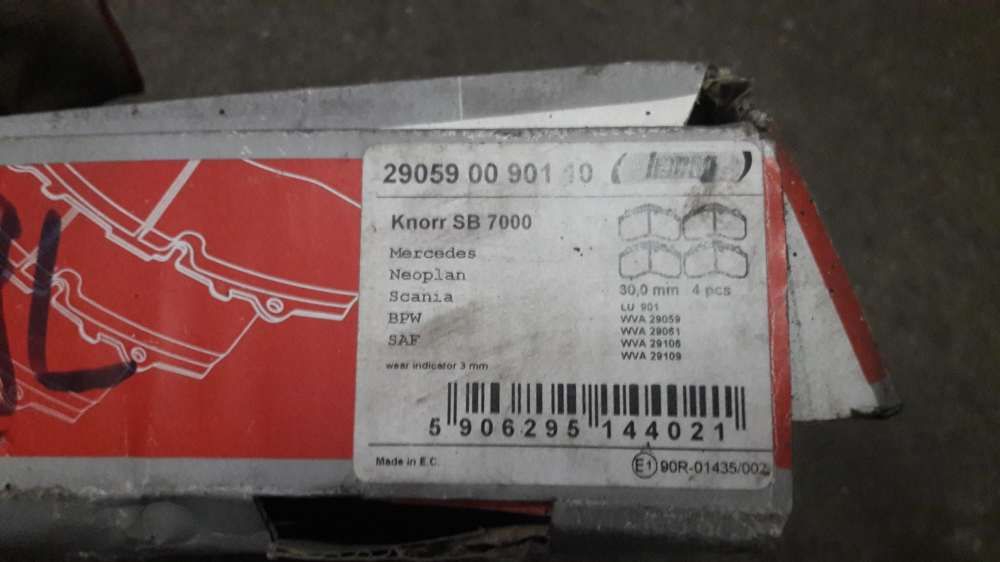 29059 00 901 10
Knorr SB 7000
Mercedes
Neoplan
Scania
BPW
SAF
wear indicator 3 mm
30,0 mm 4 pcs
LU 901
WVA 29059
WVA 29061
WVA 29106
WVA 29109
5 906295 144021
Made in E.C.
E1 90R-01435/002